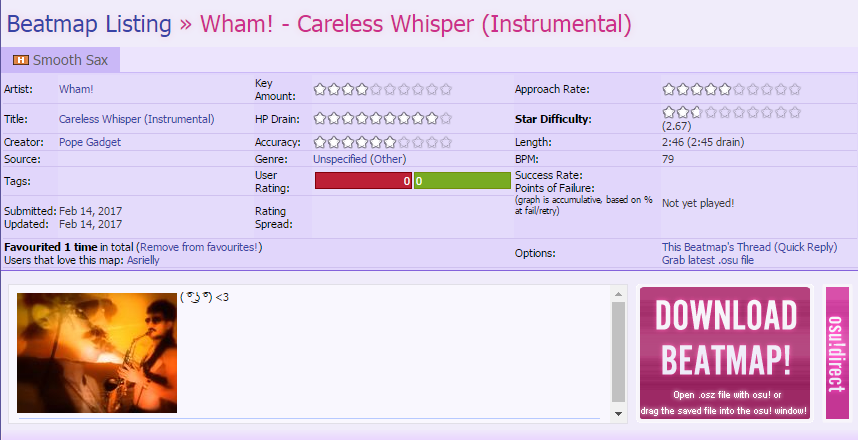 Beatmap Listing » Wham! - Careless Whisper (Instrumental)
H Smooth Sax
Artist: Wham! Key Amount: Approach Rate:
Title: Careless Whisper (Instrumental) HP Drain: Star Difficulty: (2.67)
Creator: Pope Gadget Accuracy: Length: 2:46 (2:45 drain)
Source: Genre: Unspecified (Other) BPM: 79
Tags: User Rating: 0 0 Success Rate:
Points of Failure:
(graph is accumulative, based on % at fail/retry)
Not yet played!
Submitted: Feb 14, 2017
Updated: Feb 14, 2017
Rating Spread:
Favourited 1 time in total (Remove from favourites!)
Users that love this map: Asrielly
Options: This Beatmap's Thread (Quick Reply)
Grab latest .osu file
( ͡° ͜ʖ ͡°) <3
DOWNLOAD
BEATMAP!
Open .osz file with osu! or
drag the saved file into the osu! window!
osu!direct